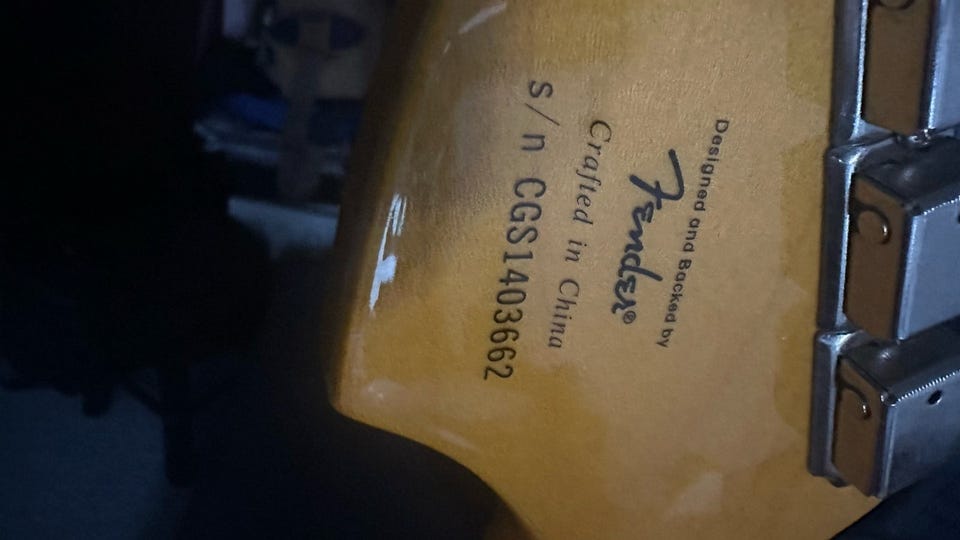 Designed and Backed by
Fender®
Crafted in China
s/n CGS1403662